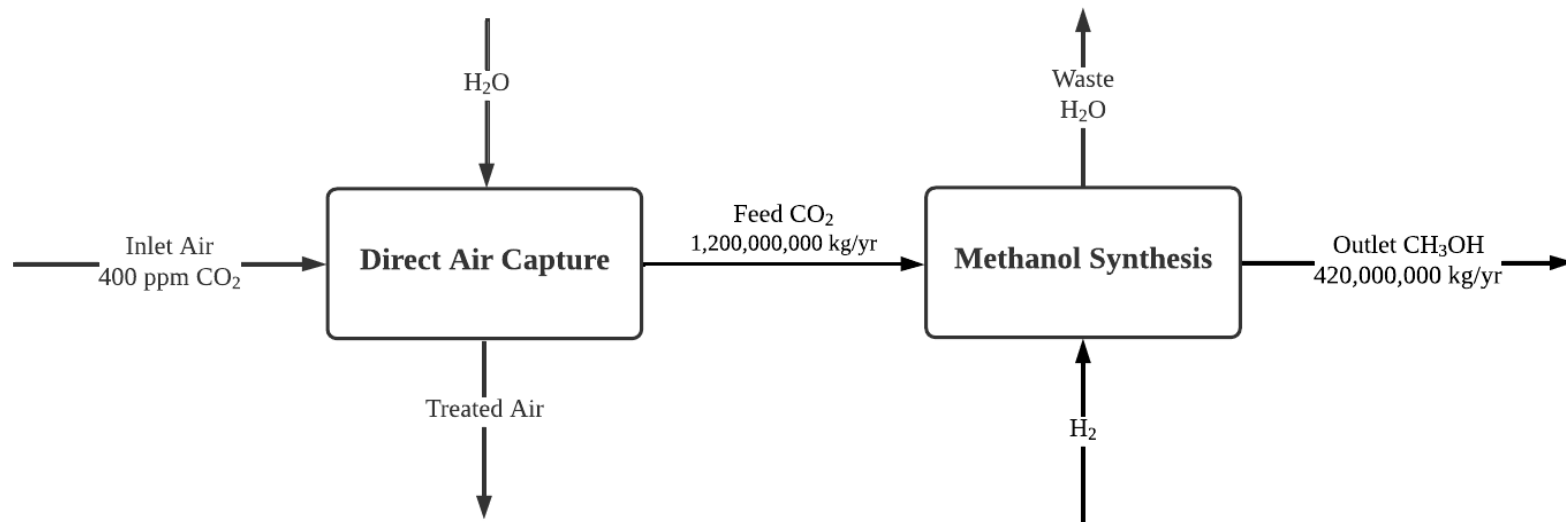 H₂O
Inlet Air
400 ppm CO₂
Direct Air Capture
Treated Air
Feed CO₂
1,200,000,000 kg/yr
Waste
H₂O
Methanol Synthesis
H₂
Outlet CH₃OH
420,000,000 kg/yr